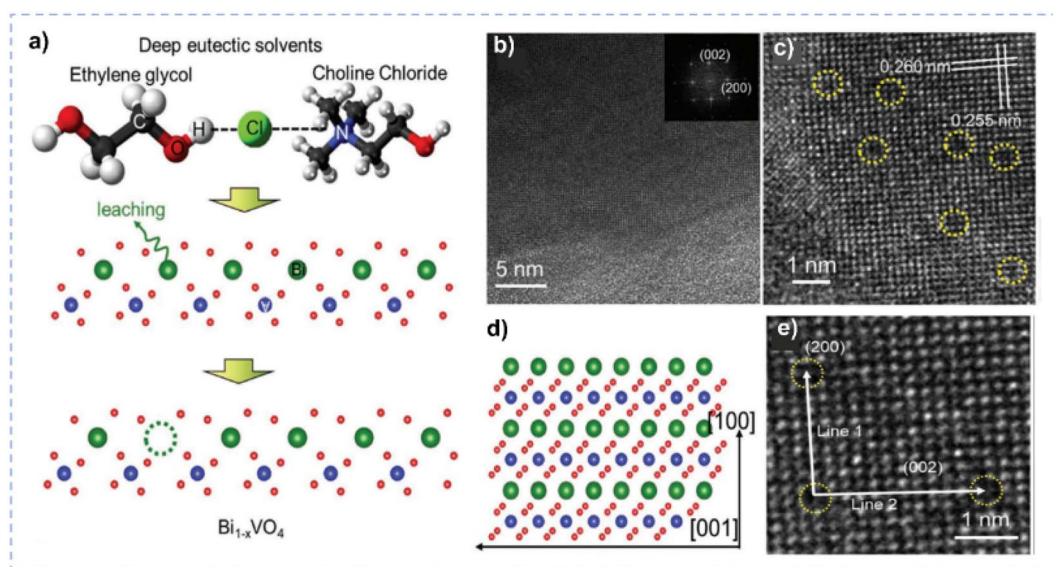 a)
Deep eutectic solvents
Ethylene glycol
Choline Chloride
C
H
O
Cl
N
leaching
Bi
V
Bi1-xVO4
b)
(002)
(200)
5 nm
c)
0.260 nm
0.255 nm
1 nm
d)
[100]
[001]
e)
(200)
Line 1
(002)
Line 2
1 nm